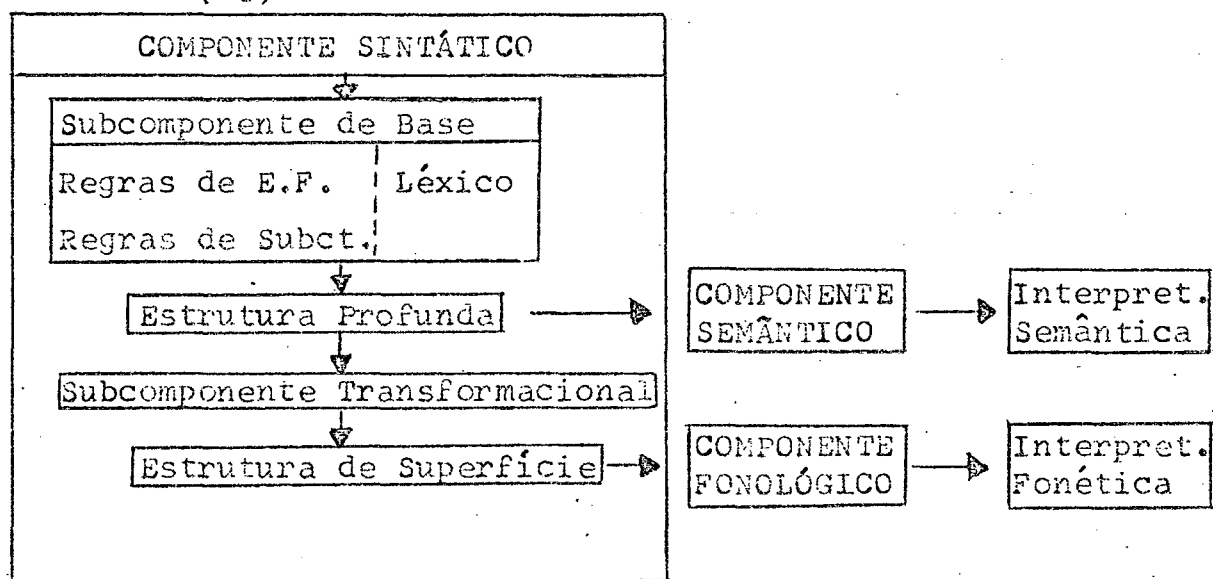 COMPONENTE SINTÁTICO
Subcomponente de Base
Regras de E.F. Léxico
Regras de Subct.
Estrutura Profunda
COMPONENTE
SEMÃNTICO
Interpret.
Semântica
Subcomponente Transformacional
Estrutura de Superfície
COMPONENTE
FONOLÓGICO
Interpret.
Fonética